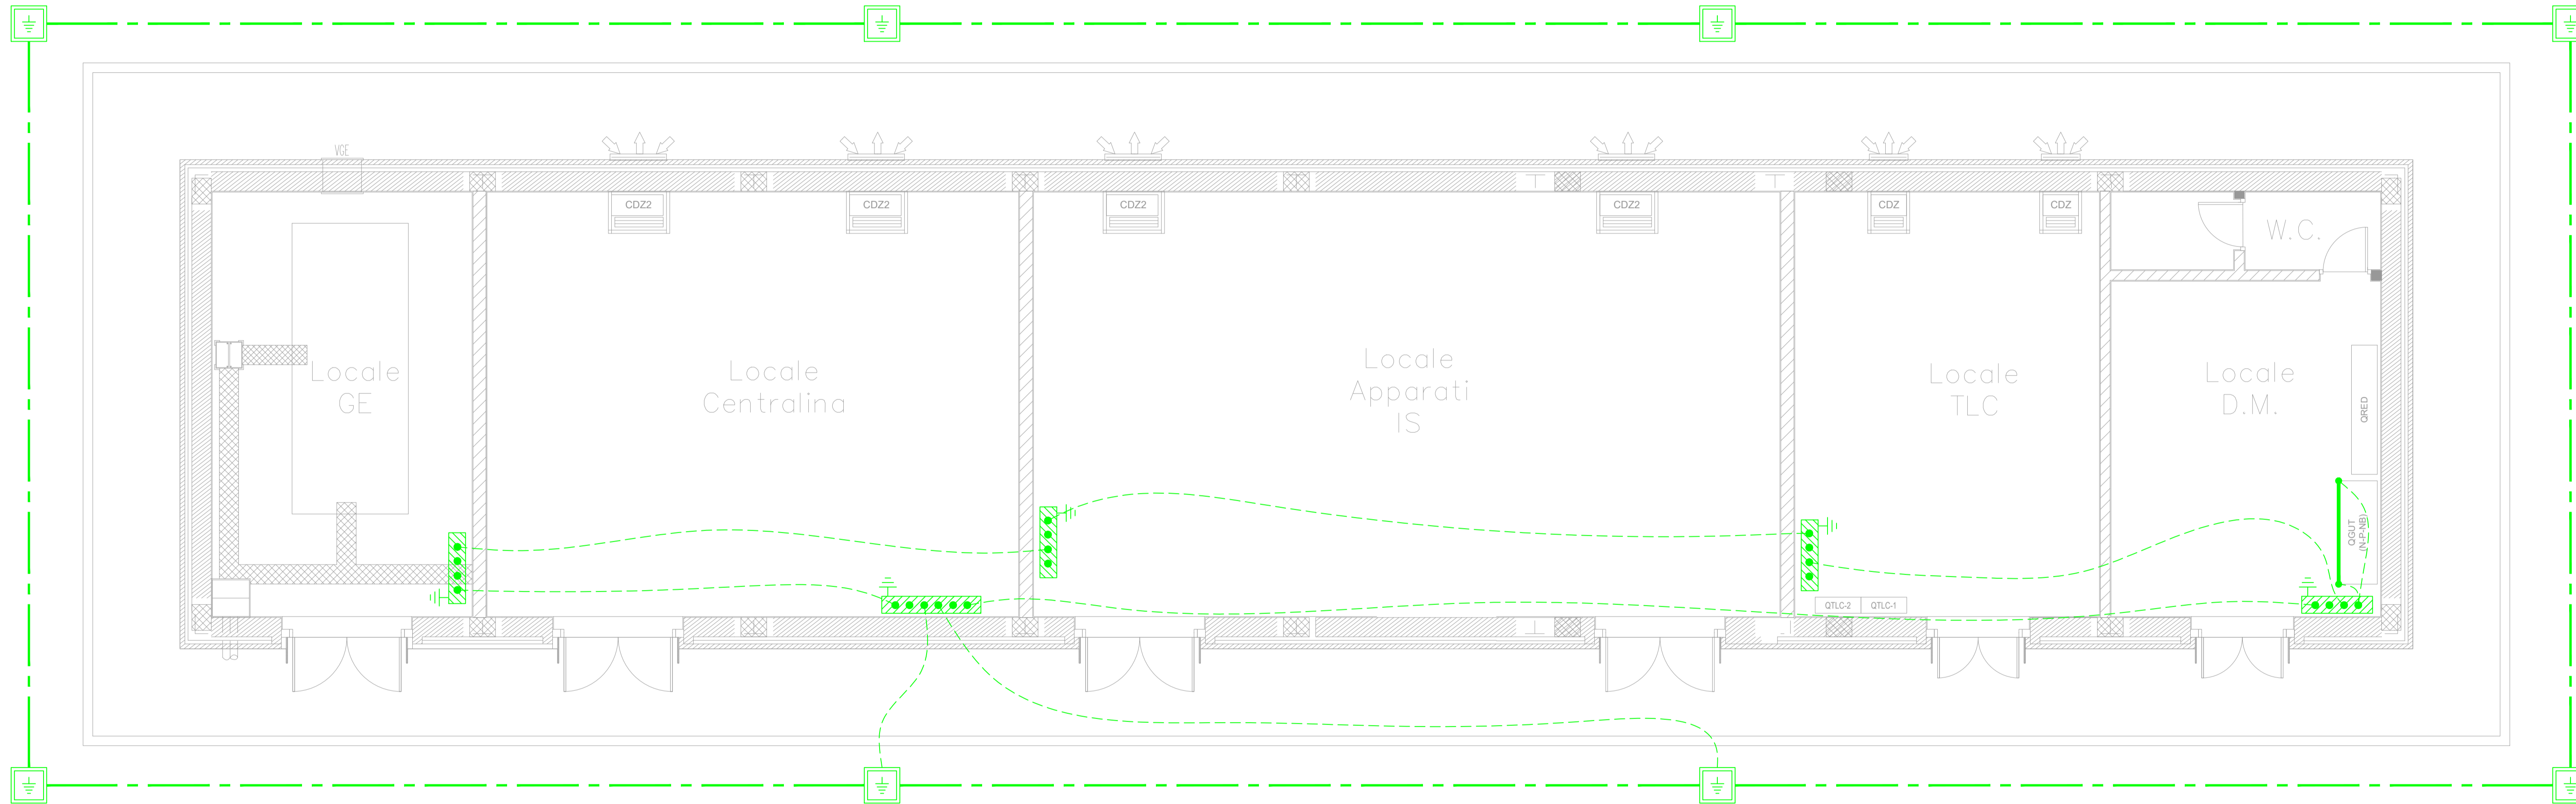 VGE
CDZ2
CDZ2
CDZ2
CDZ2
CDZ
CDZ
W.C.
Locale
GE
Locale
Centralina
Locale
Apparati
IS
Locale
TLC
Locale
D.M.
QRED
QGUT
(N-P-NB)
QTLC-2
QTLC-1